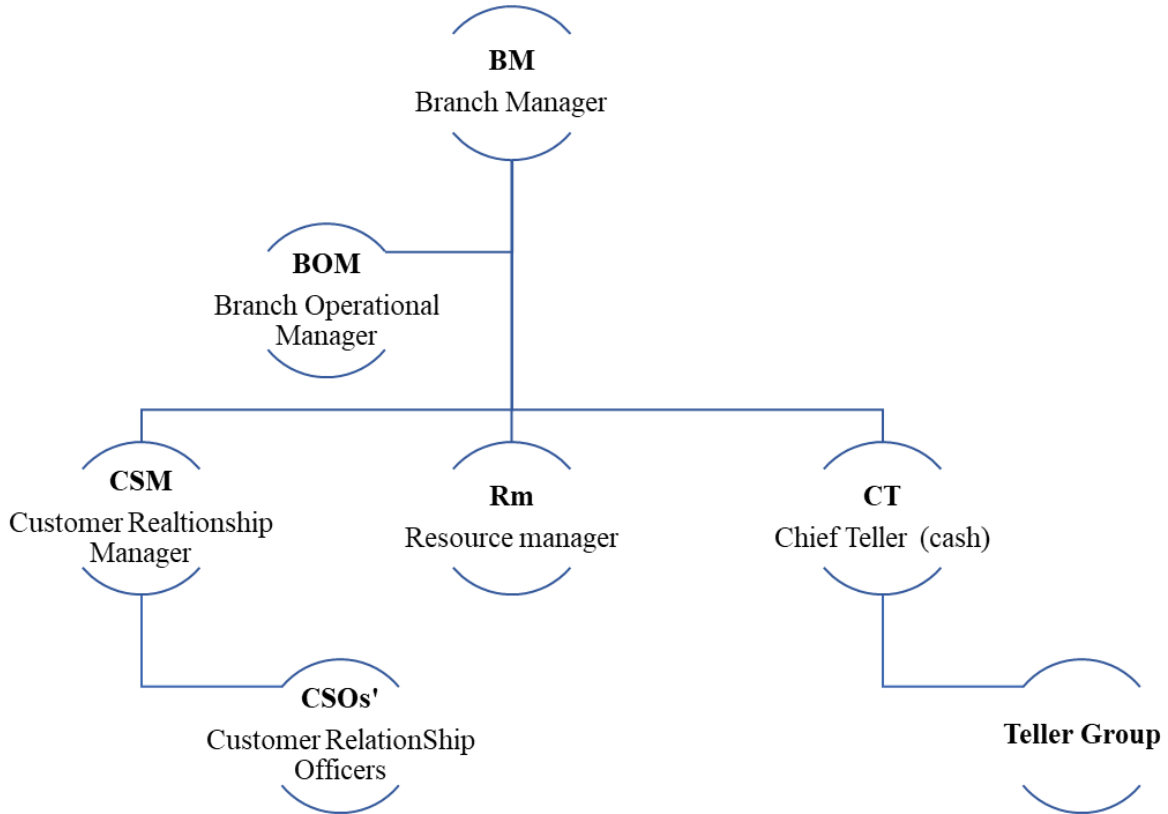 BM
Branch Manager
BOM
Branch Operational
Manager
CSM
Customer Realtionship
Manager
Rm
Resource manager
CT
Chief Teller (cash)
CSOs'
Customer RelationShip
Officers
Teller Group